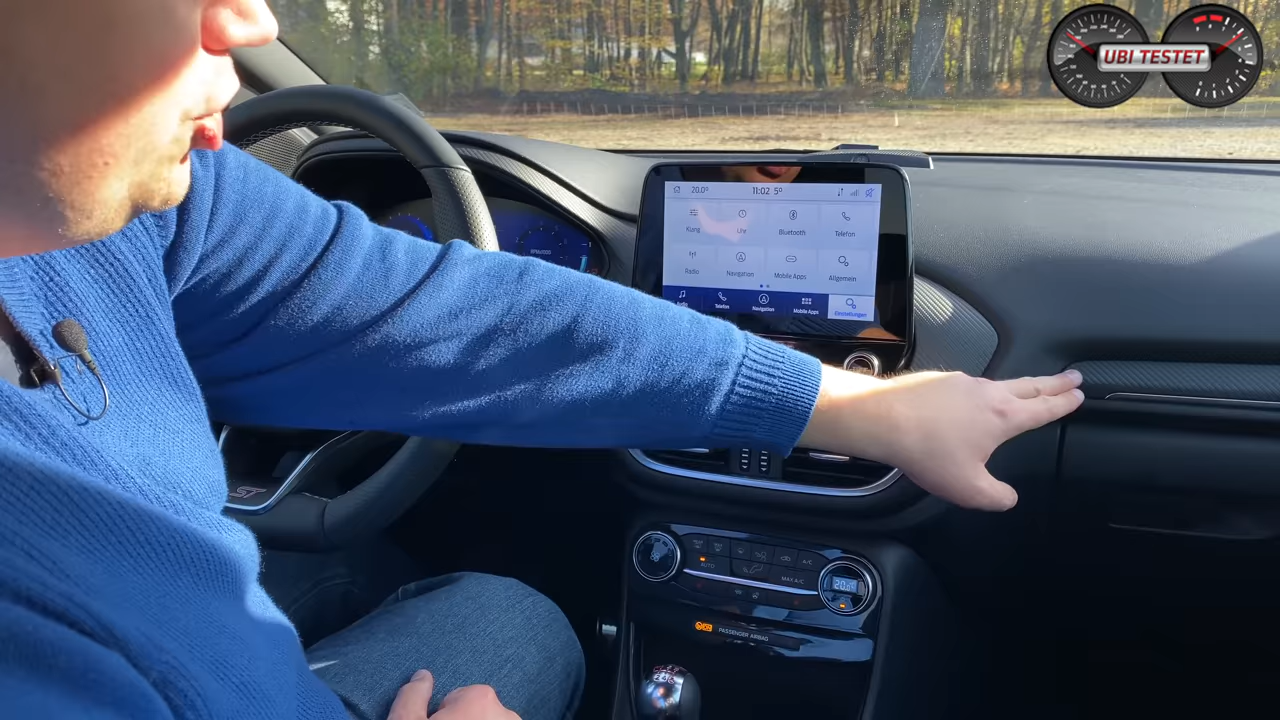 UBI TESTET
20.0° 11:02 5°
Klang Uhr Bluetooth Telefon
Radio Navigation Mobile Apps Allgemein
Radio Telefon Navigation Mobile Apps Einstellungen
ST
AUTO A/C
MAX A/C
20.0°
PASSENGER AIRBAG